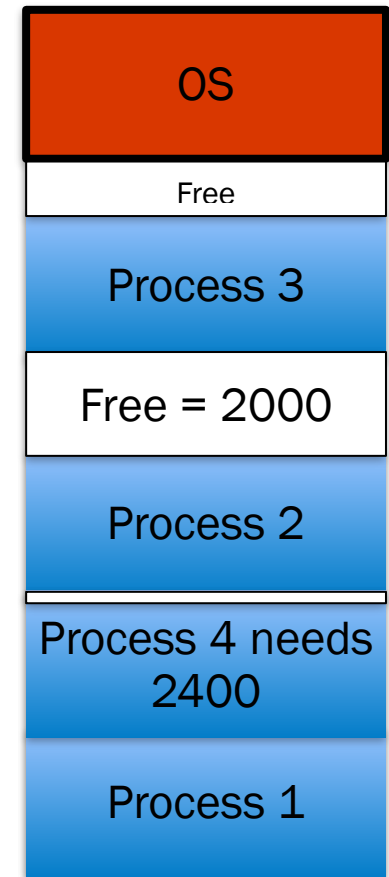 OS
Free
Process 3
Free = 2000
Process 2
Process 4 needs
2400
Process 1